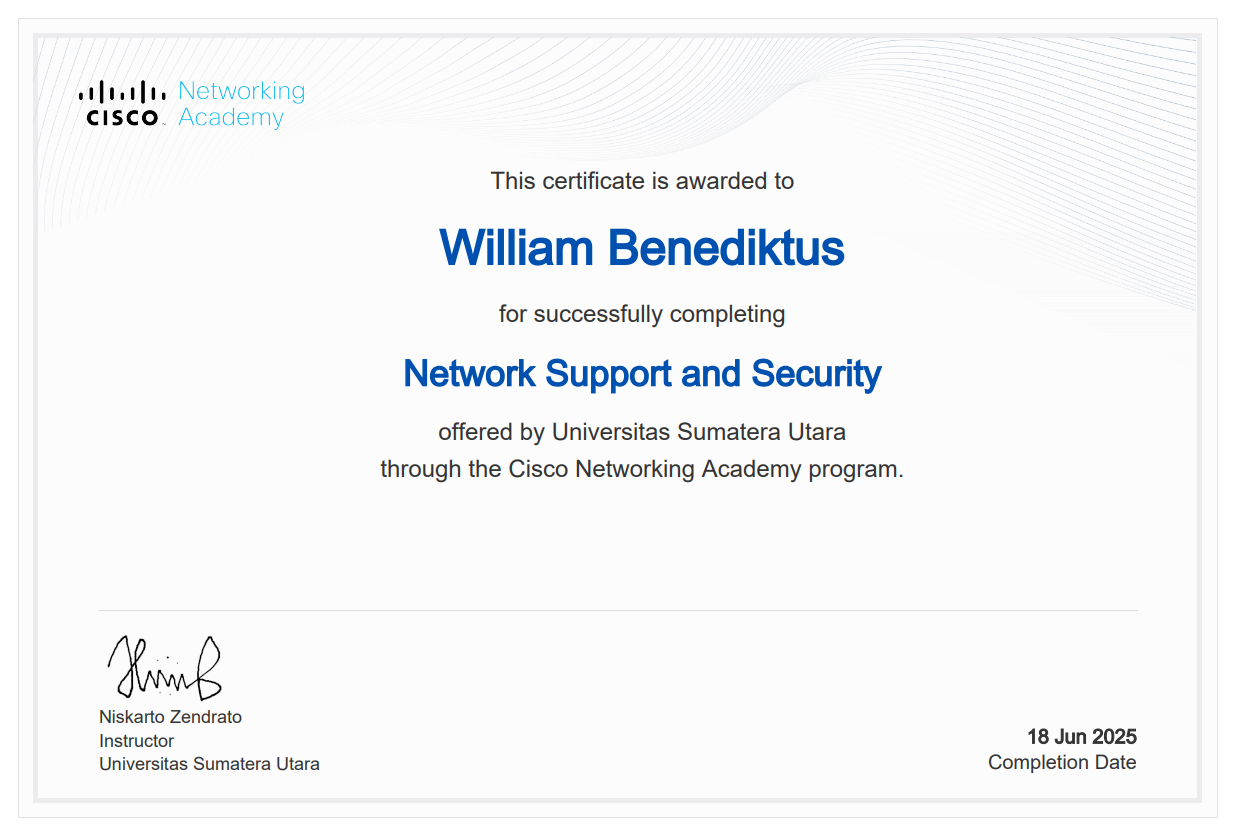 Networking
CISCO Academy
This certificate is awarded to
William Benediktus
for successfully completing
Network Support and Security
offered by Universitas Sumatera Utara
through the Cisco Networking Academy program.
Niskarto Zendrato
Instructor
Universitas Sumatera Utara
18 Jun 2025
Completion Date